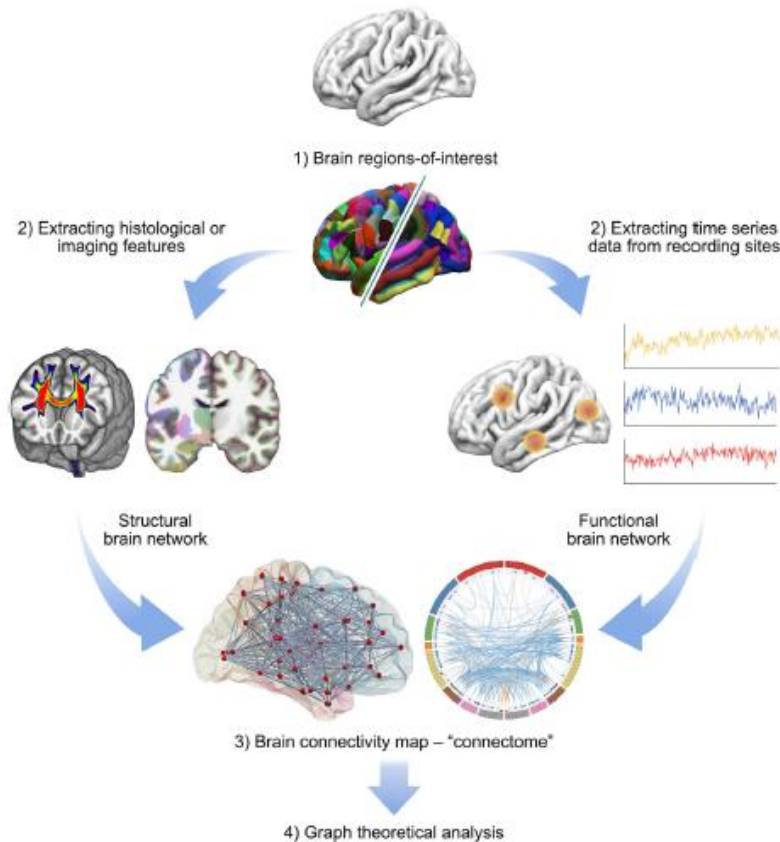 1) Brain regions-of-interest
2) Extracting histological or
imaging features
2) Extracting time series
data from recording sites
Structural
brain network
Functional
brain network
3) Brain connectivity map – “connectome”
4) Graph theoretical analysis